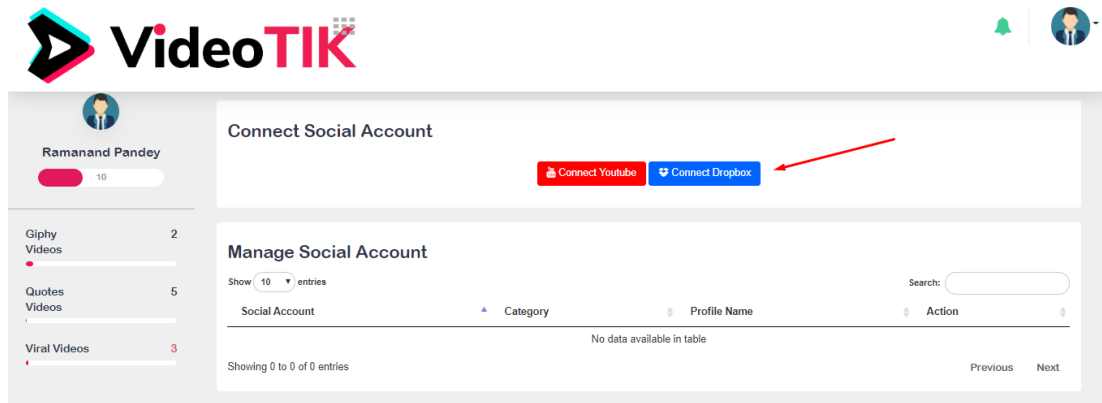 VideoTIK
Ramanand Pandey
10
Giphy Videos 2
Quotes Videos 5
Viral Videos 3
Connect Social Account
Connect Youtube Connect Dropbox
Manage Social Account
Show 10 entries Search:
Social Account Category Profile Name Action
No data available in table
Showing 0 to 0 of 0 entries Previous Next